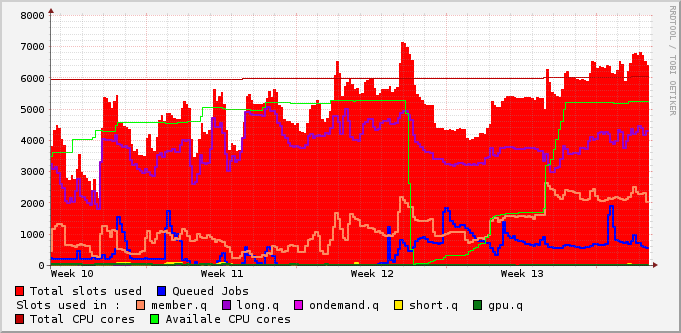 8000
7000
6000
5000
4000
3000
2000
1000
0
Week 10 Week 11 Week 12 Week 13
RRDTOOL / TOBI OETIKER
Total slots used Queued Jobs
Slots used in : member.q long.q ondemand.q short.q gpu.q
Total CPU cores Availale CPU cores